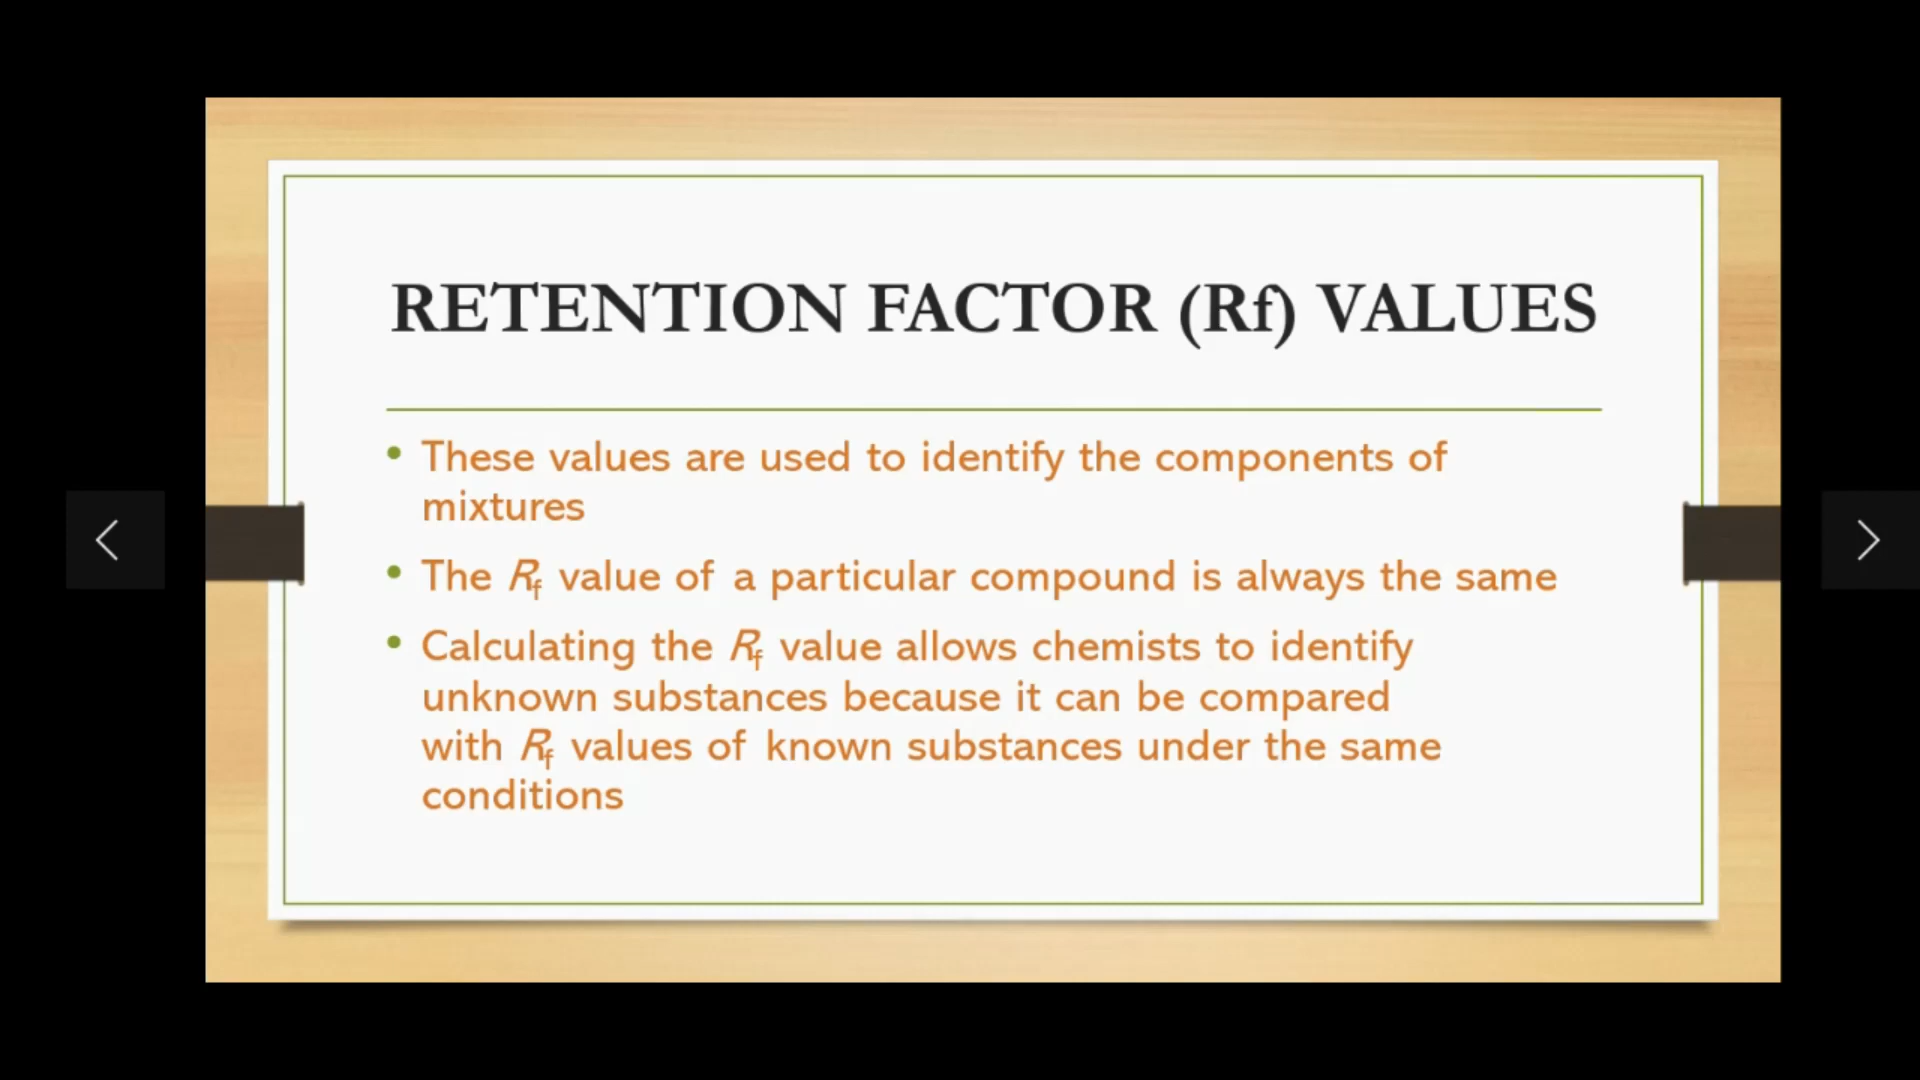 RETENTION FACTOR (Rf) VALUES
• These values are used to identify the components of
mixtures
• The Rf value of a particular compound is always the same
• Calculating the Rf value allows chemists to identify
unknown substances because it can be compared
with Rf values of known substances under the same
conditions